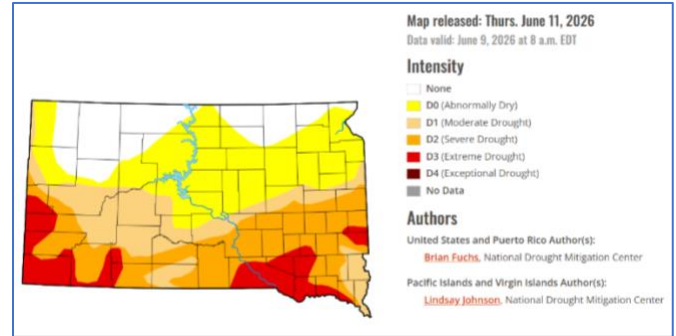 Map released: Thurs. June 11, 2026
Data valid: June 9, 2026 at 8 a.m. EDT
Intensity
None
D0 (Abnormally Dry)
D1 (Moderate Drought)
D2 (Severe Drought)
D3 (Extreme Drought)
D4 (Exceptional Drought)
No Data
Authors
United States and Puerto Rico Author(s):
Brian Fuchs, National Drought Mitigation Center
Pacific Islands and Virgin Islands Author(s):
Lindsay Johnson, National Drought Mitigation Center